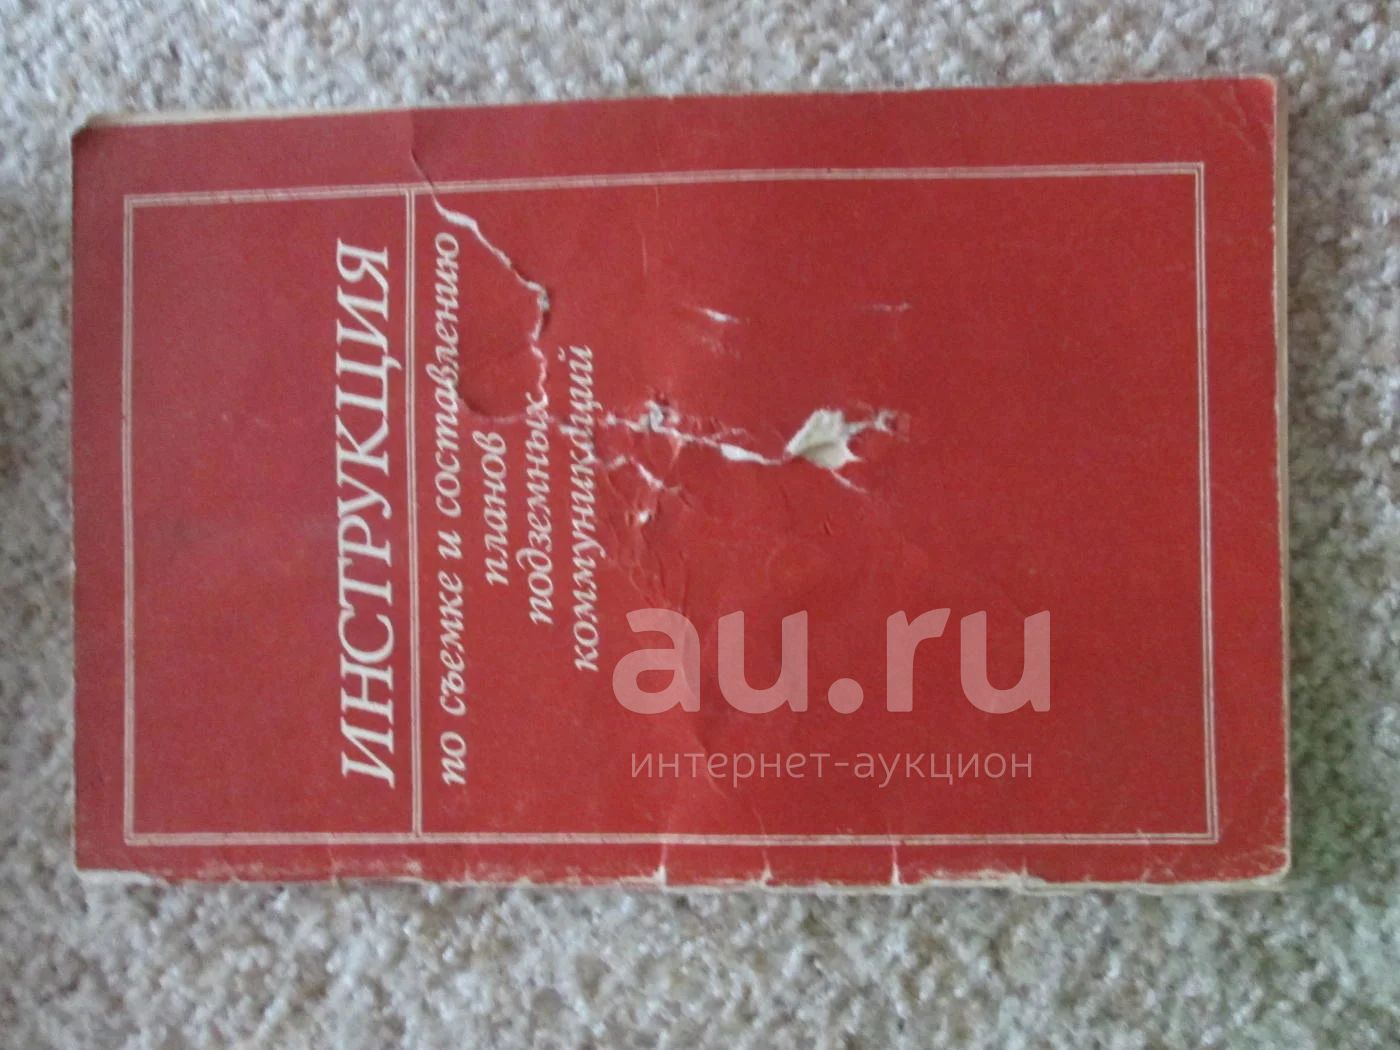 ИНСТРУКЦИЯ
по съемке и составлению
планов
подземных
коммуникаций
au.ru
интернет-аукцион